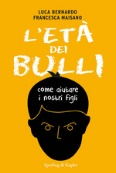 LUCA BERNARDO
FRANCESCA MAISANO
L'ETÀ
DEI
BULLI
come aiutare
i nostri figli
Sperling & Kupfer